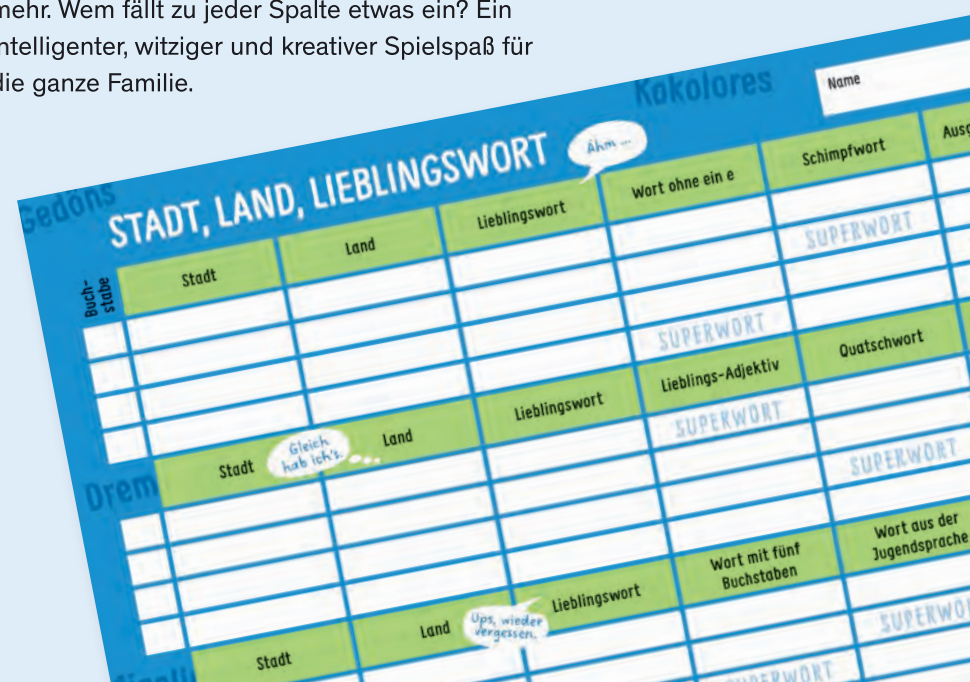 mehr. Wem fällt zu jeder Spalte etwas ein? Ein
ntelligenter, witziger und kreativer Spielspaß für
die ganze Familie.
Kokolores
Name
Gedöns
STADT, LAND, LIEBLINGSWORT
Ähm ...
Buch-
stabe
Stadt
Land
Lieblingswort
Wort ohne ein e
Schimpfwort
SUPERWORT
SUPERWORT
Stadt
Gleich
hab ich's.
Land
Lieblingswort
Lieblings-Adjektiv
Quatschwort
SUPERWORT
SUPERWORT
Drem
Stadt
Land
Ups, wieder
vergessen.
Lieblingswort
Wort mit fünf
Buchstaben
Wort aus der
Jugendsprache
SUPERWO
SUPERWORT